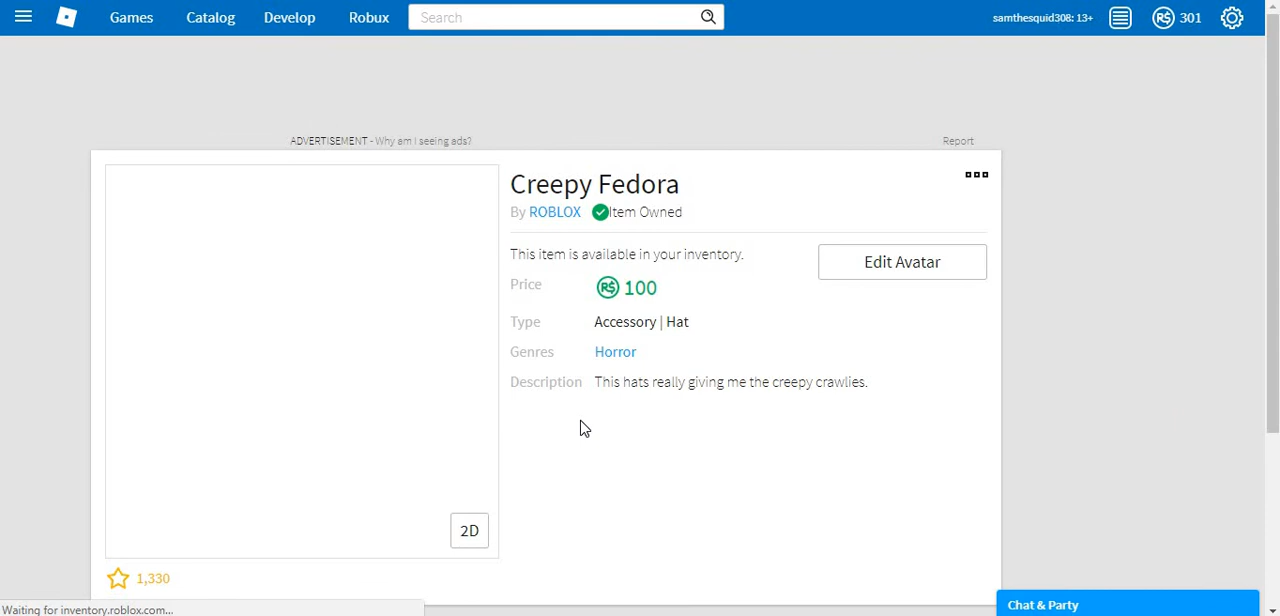 Games Catalog Develop Robux Search samthesquid308: 13+ R$ 301
ADVERTISEMENT - Why am I seeing ads? Report
Creepy Fedora
By ROBLOX Item Owned
This item is available in your inventory. Edit Avatar
Price R$ 100
Type Accessory | Hat
Genres Horror
Description This hats really giving me the creepy crawlies.
2D
1,330
Waiting for inventory.roblox.com...
Chat & Party